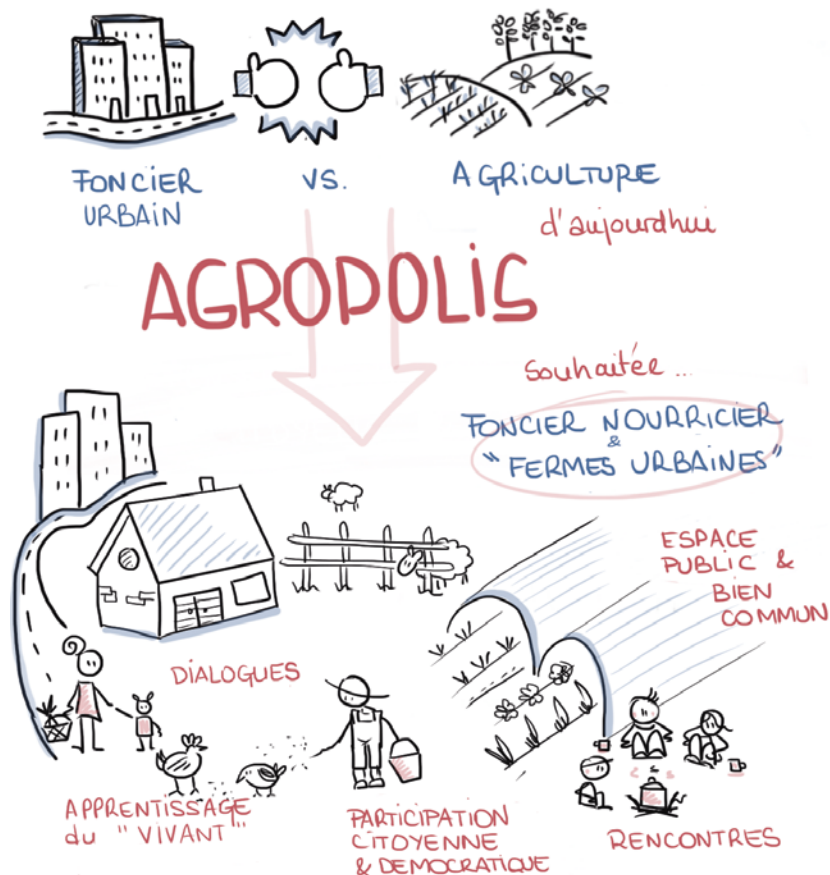 FONCIER
URBAIN
VS.
AGRICULTURE
d'aujourdhui
AGROPOLIS
Souhaitée ...
FONCIER NOURRICIER
&
"FERMES URBAINES"
ESPACE
PUBLIC &
BIEN
COMMUN
DIALOGUES
APPRENTISSAGE
du "VIVANT"
PARTICIPATION
CITOYENNE
& DEMOCRATIQUE
RENCONTRES